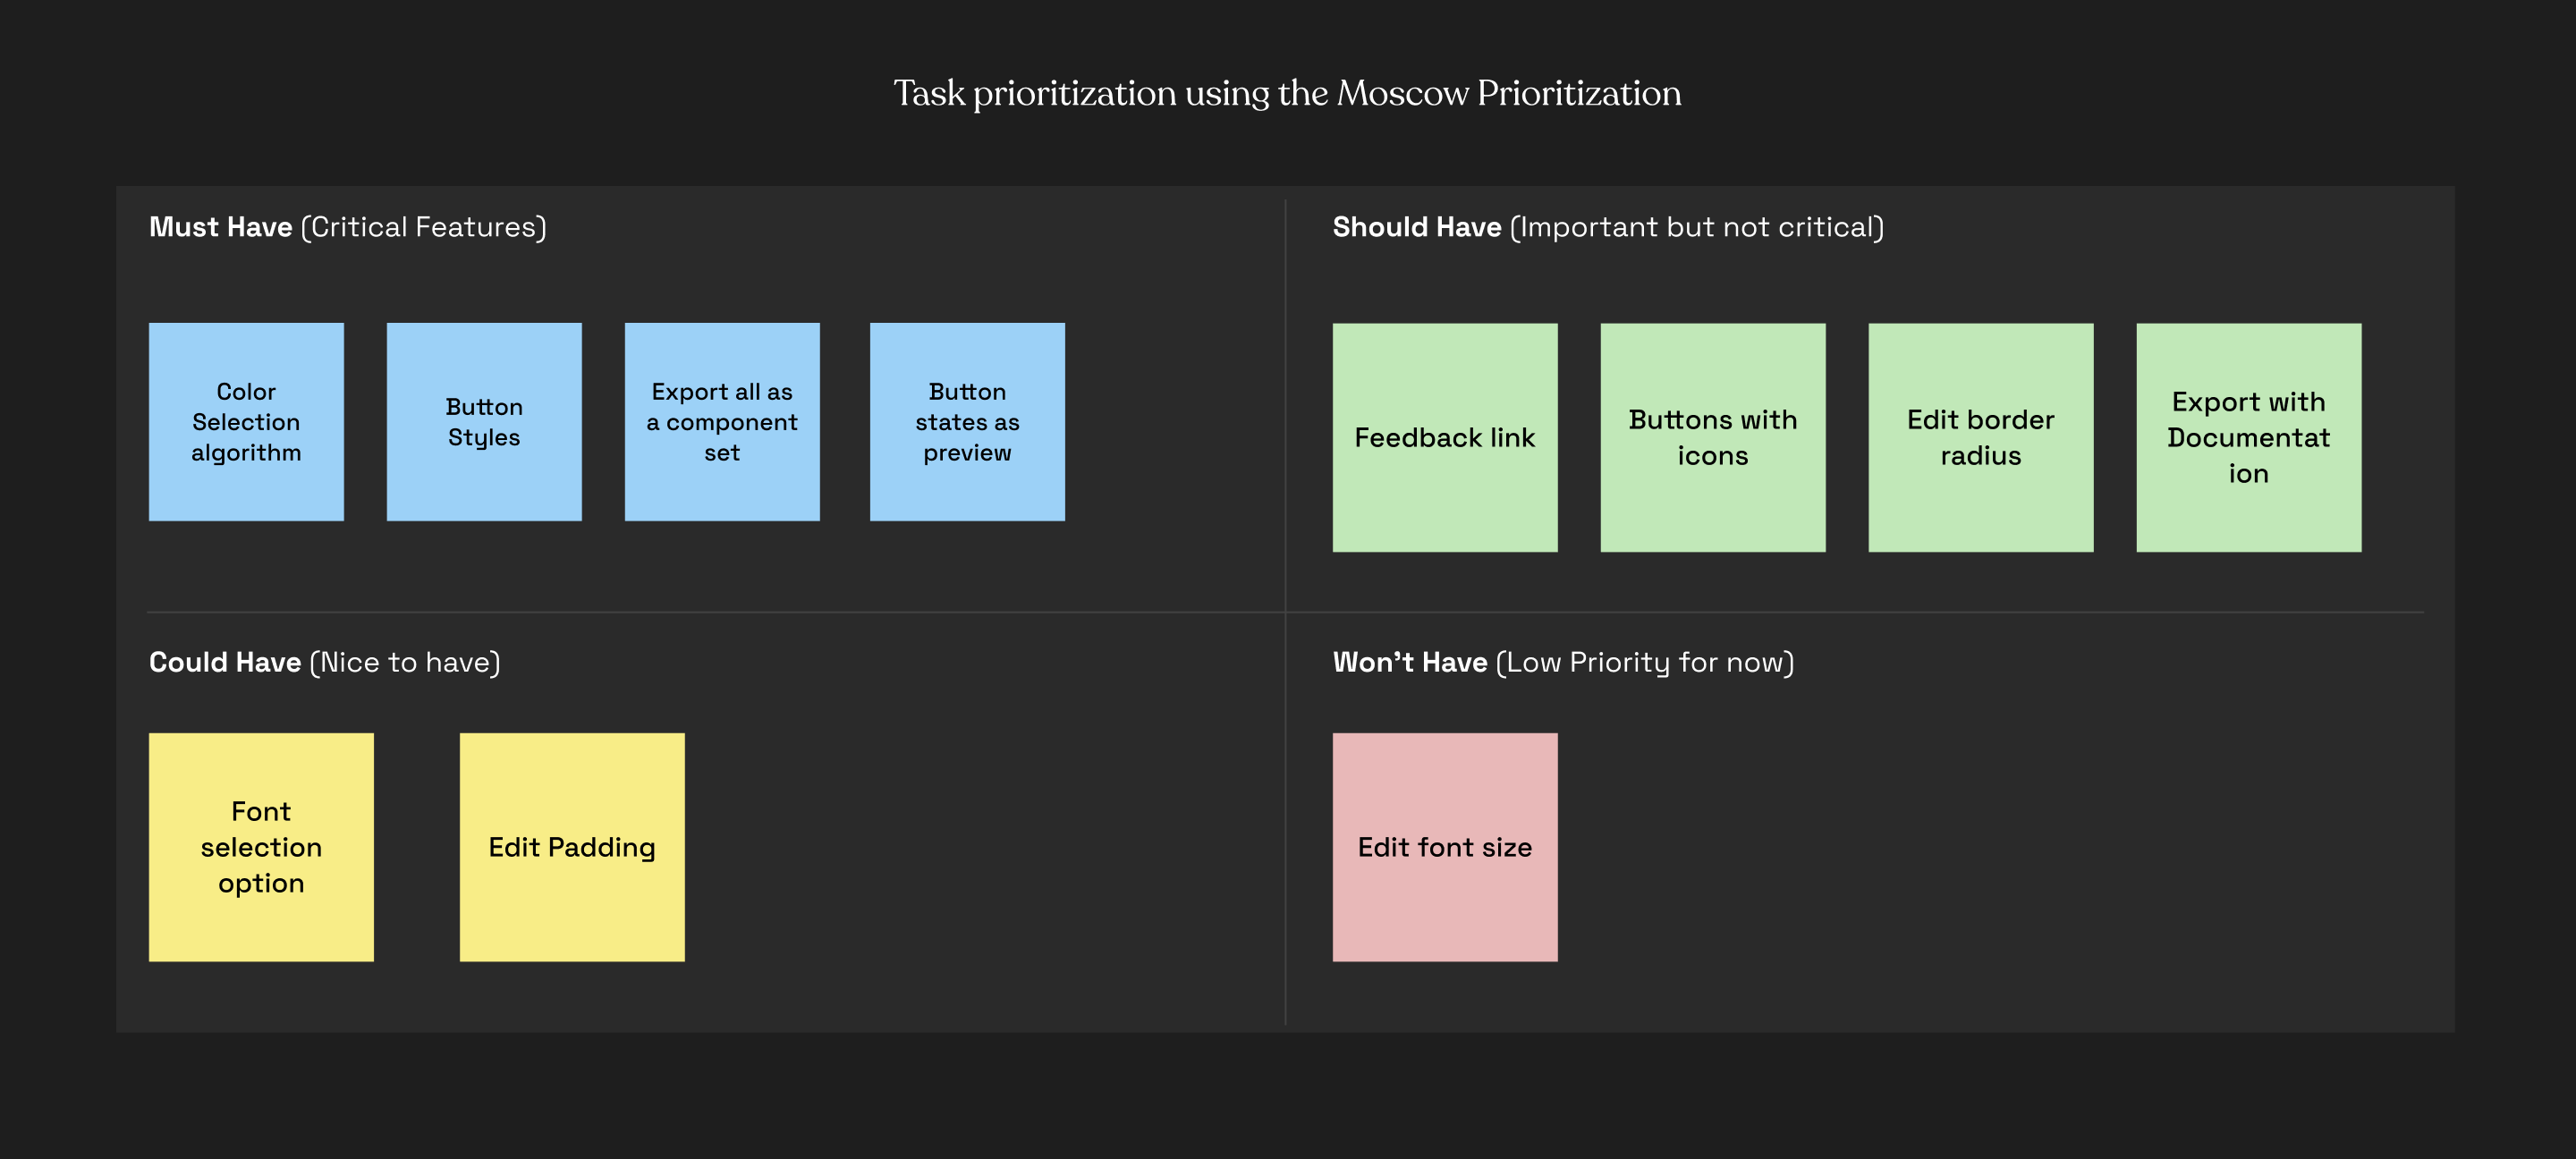 Task prioritization using the Moscow Prioritization
Must Have (Critical Features)
Color
Selection
algorithm
Button
Styles
Export all as
a component
set
Button
states as
preview
Should Have (Important but not critical)
Feedback link
Buttons with
icons
Edit border
radius
Export with
Documentat
ion
Could Have (Nice to have)
Font
selection
option
Edit Padding
Won't Have (Low Priority for now)
Edit font size